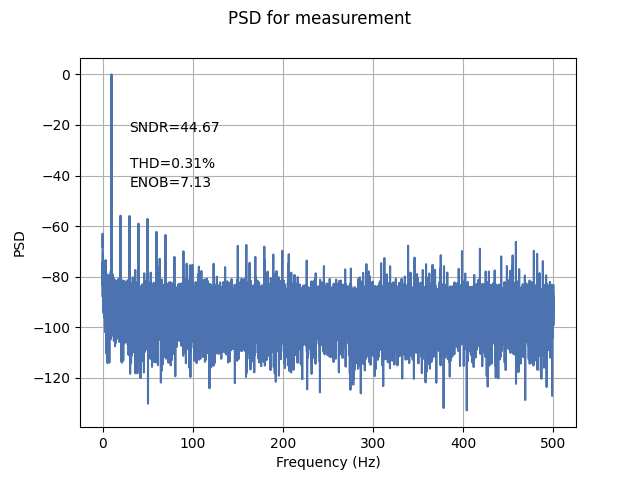 PSD for measurement
0
−20
−40
−60
−80
−100
−120
PSD
SNDR=44.67
THD=0.31%
ENOB=7.13
0
100
200
300
400
500
Frequency (Hz)